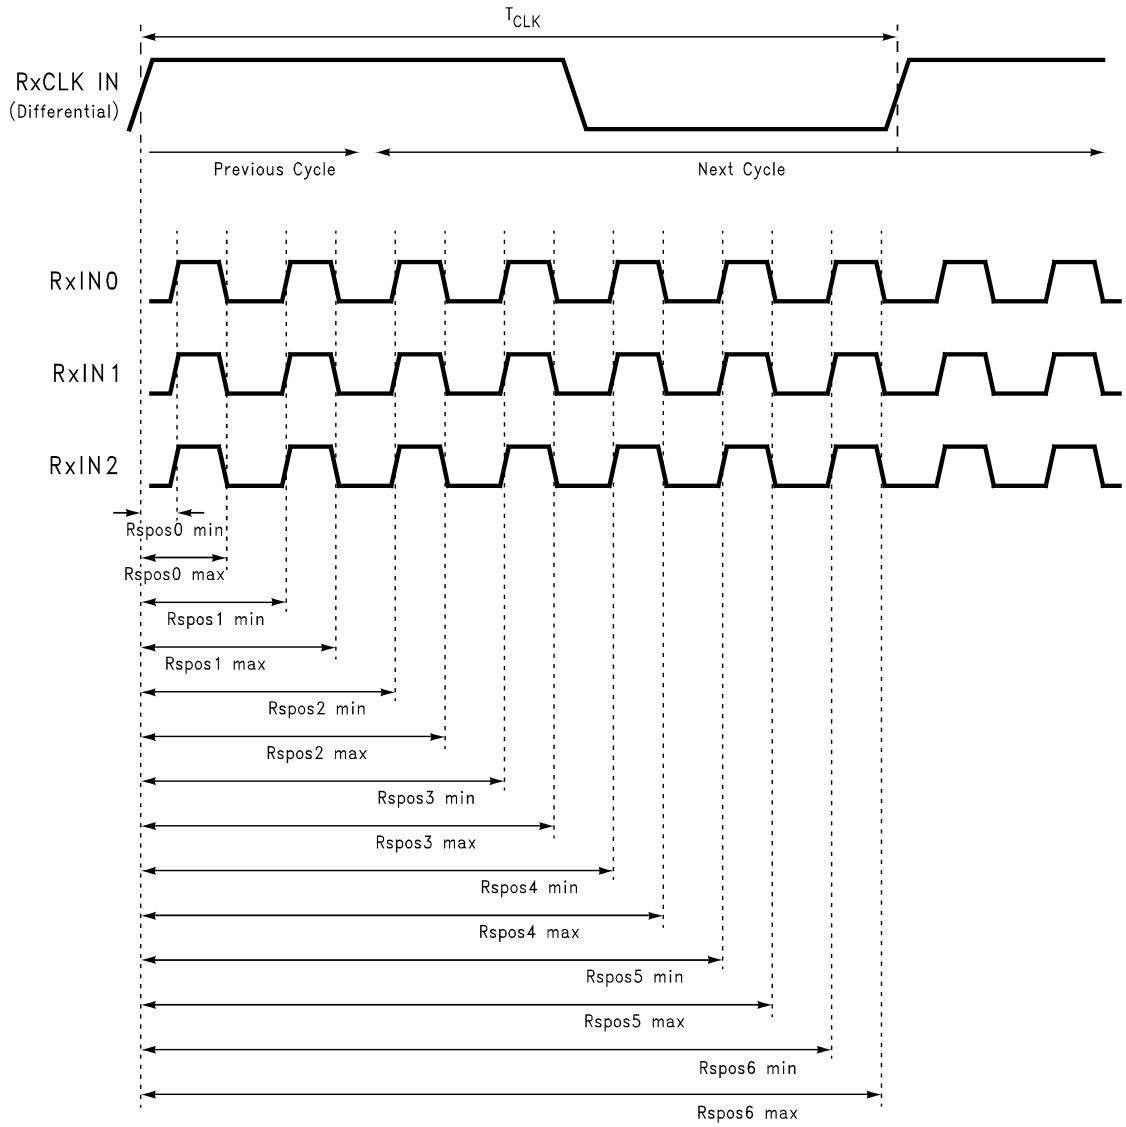 TCLK
RxCLK IN
(Differential)
Previous Cycle
Next Cycle
RxIN0
RxIN1
RxIN2
Rspos0 min
Rspos0 max
Rspos1 min
Rspos1 max
Rspos2 min
Rspos2 max
Rspos3 min
Rspos3 max
Rspos4 min
Rspos4 max
Rspos5 min
Rspos5 max
Rspos6 min
Rspos6 max